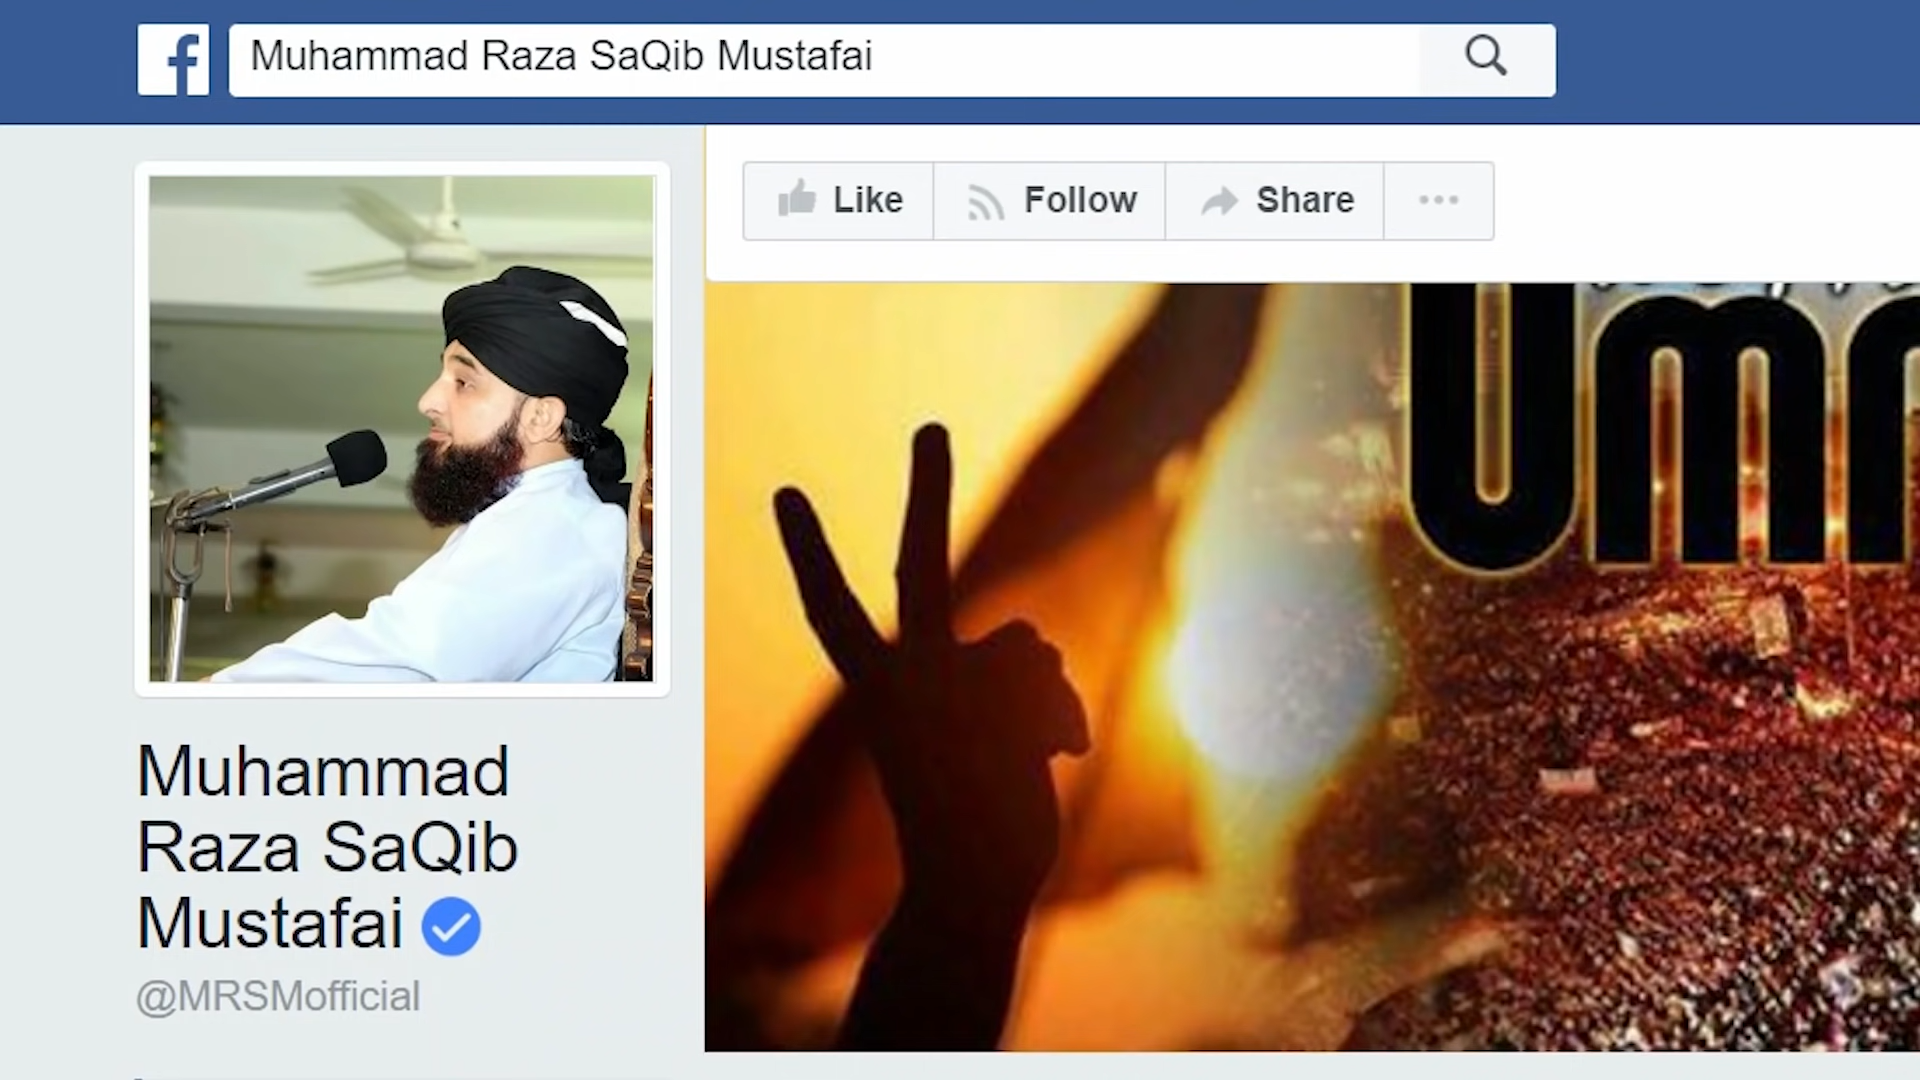 Muhammad Raza SaQib Mustafai
Like
Follow
Share
Muhammad
Raza SaQib
Mustafai
@MRSMofficial